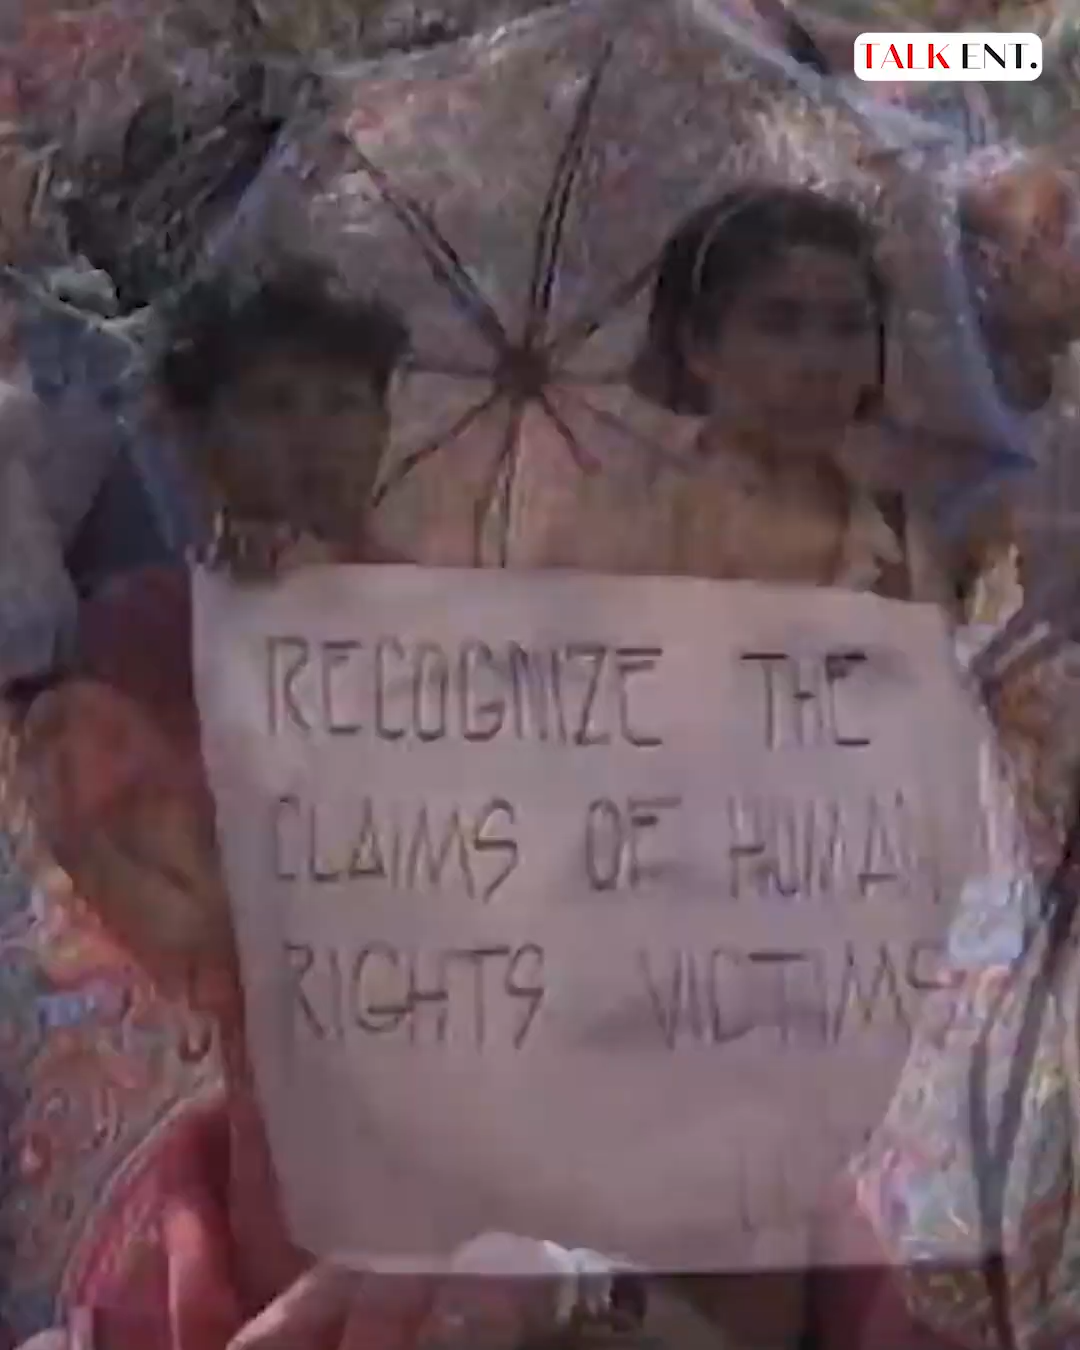 TALK ENT.
RECOGNIZE THE
CLAIMS OF HUMAN
RIGHTS VICTIMS